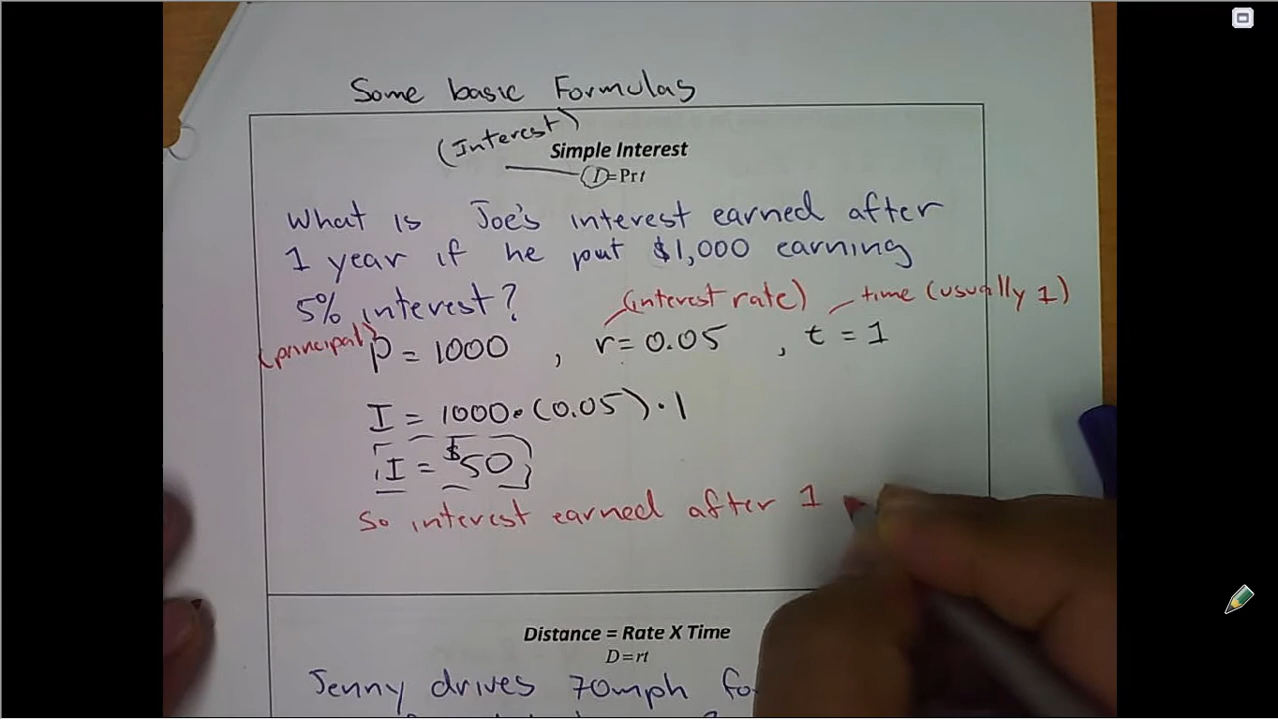 Some basic Formulas
(Interest)
Simple Interest
I=Prt
What is Joe's interest earned after
1 year if he put $1,000 earning
5% interest?
(interest rate)
time (usually 1)
(principal)
P = 1000 , r = 0.05 , t = 1
I = 1000•(0.05)•1
I = $50
So interest earned after 1
Distance = Rate X Time
D=rt
Jenny drives 70mph